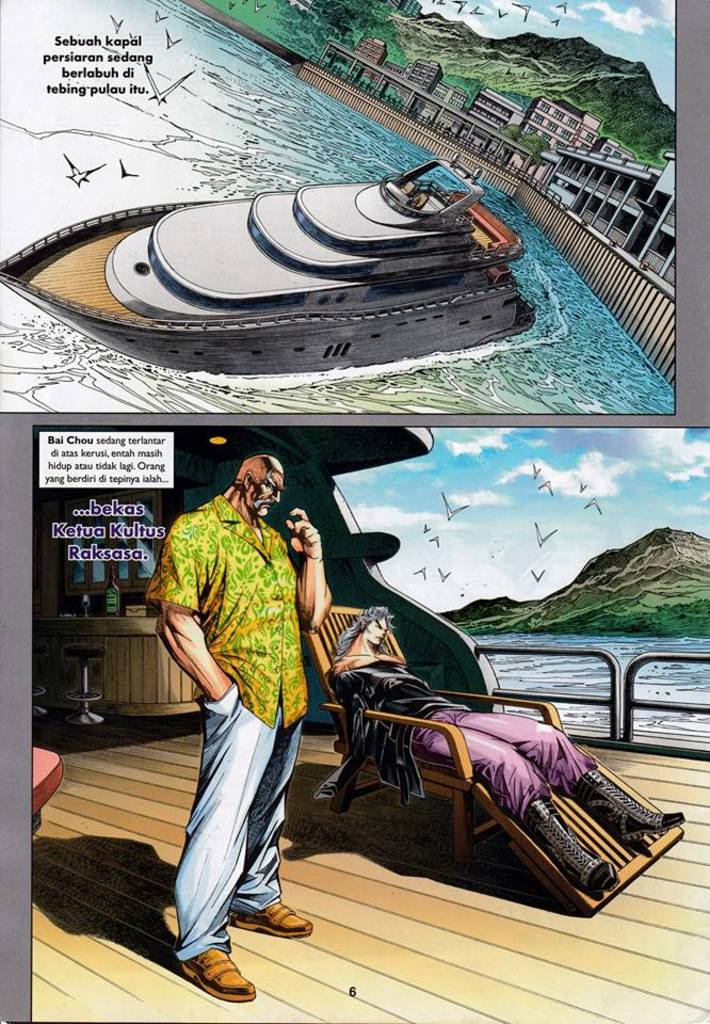 Sebuah kapal
persiaran sedang
berlabuh di
tebing pulau itu.
Bai Chou sedang terlantar
di atas kerusi, entah masih
hidup atau tidak lagi. Orang
yang berdiri di tepinya ialah...
...bekas
Ketua Kultus
Raksasa.
6